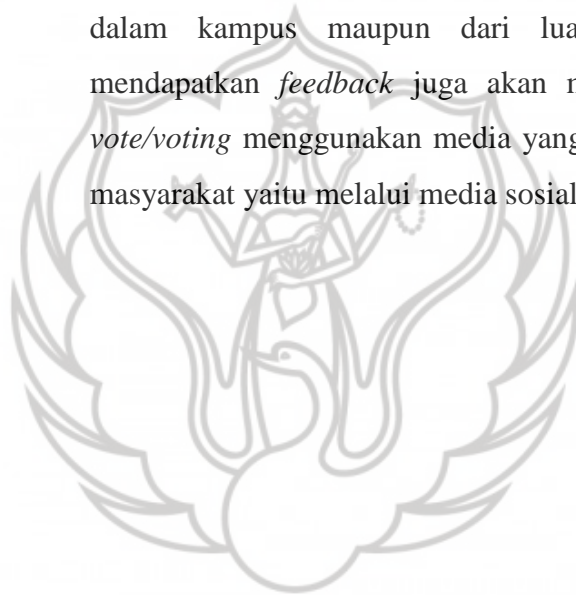 dalam kampus maupun dari lua
mendapatkan feedback juga akan
vote/voting menggunakan media yang
masyarakat yaitu melalui media sosial